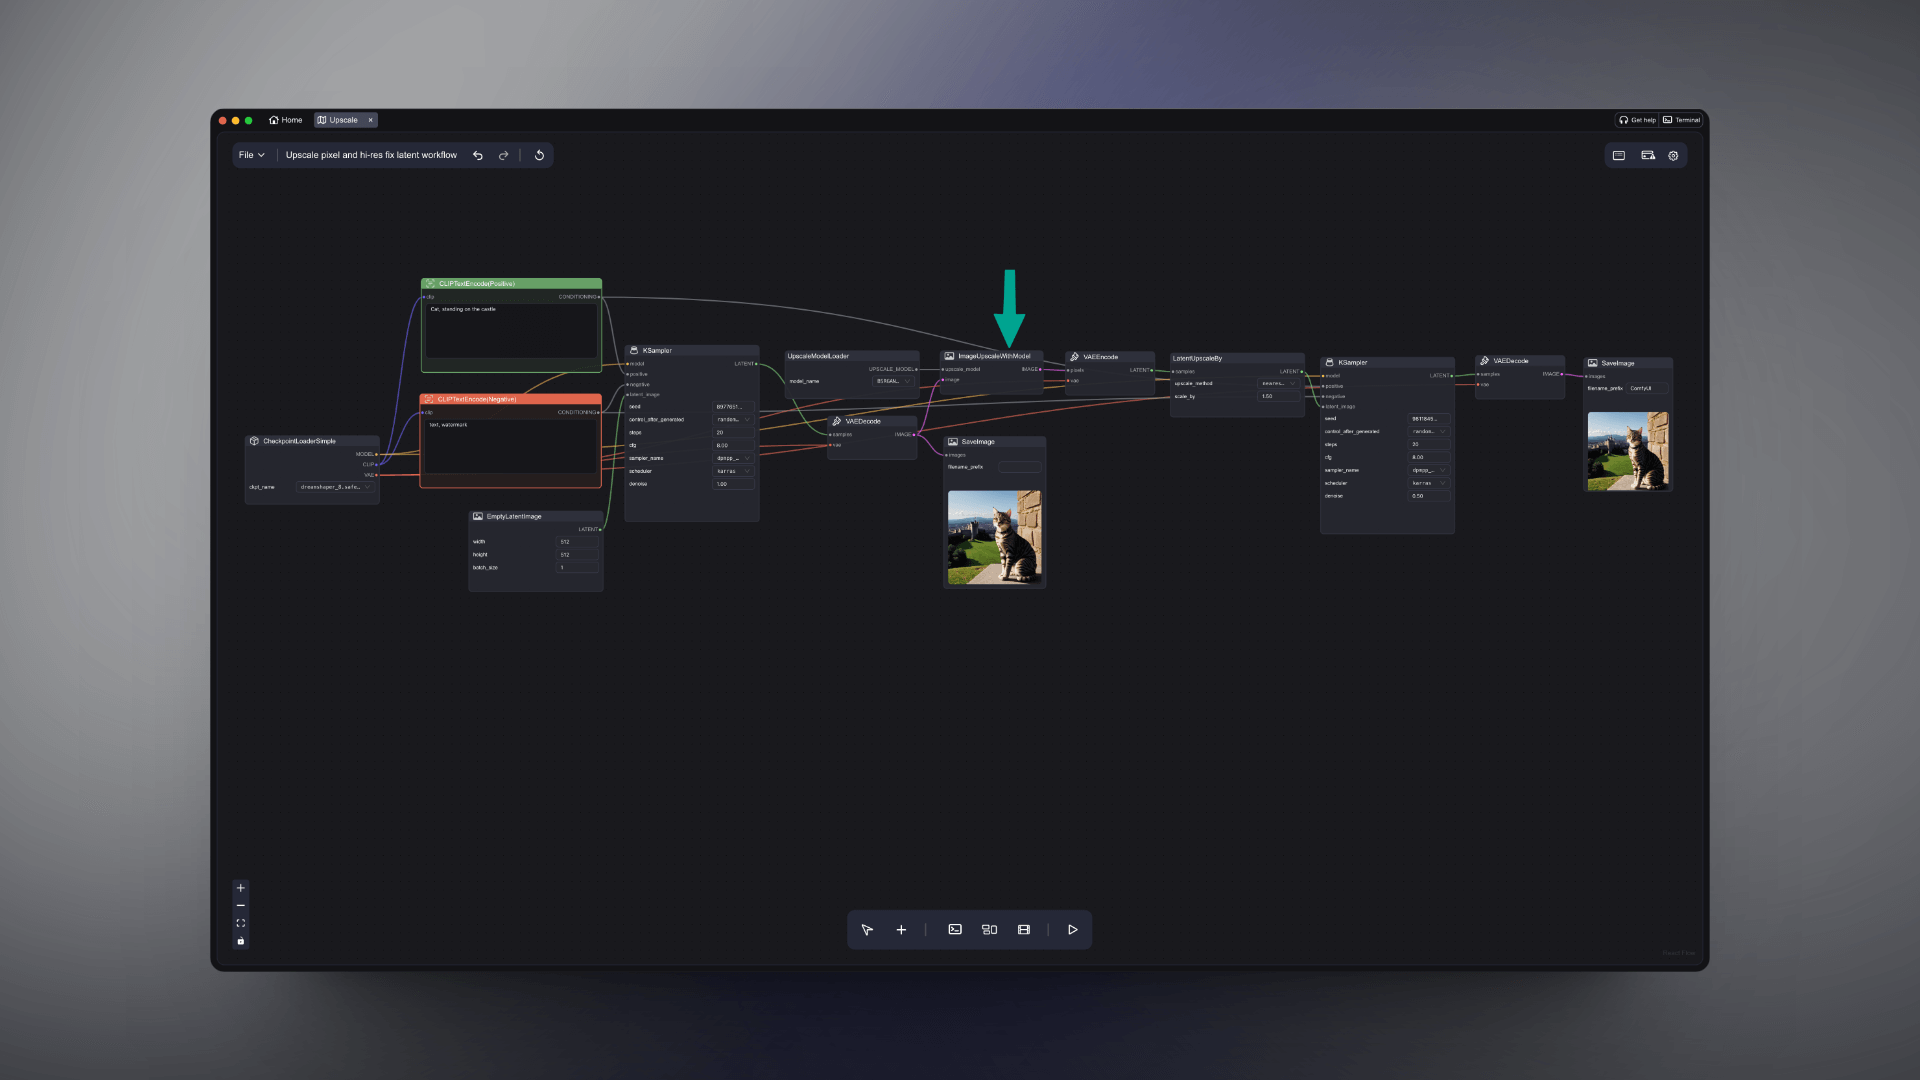 Home
Upscale
Get help
Terminal
File
Upscale pixel and hi-res fix latent workflow
CLIPTextEncode(Positive)
clip
CONDITIONING
Cat, standing on the castle
CLIPTextEncode(Negative)
clip
CONDITIONING
text, watermark
CheckpointLoaderSimple
MODEL
CLIP
VAE
ckpt_name
dreamshaper_8.safe...
EmptyLatentImage
LATENT
width
512
height
512
batch_size
1
KSampler
model
LATENT
positive
negative
latent_image
seed
8977651...
control_after_generated
random...
steps
20
cfg
8.00
sampler_name
dpmpp_...
scheduler
karras
denoise
1.00
UpscaleModelLoader
UPSCALE_MODEL
model_name
BSRGAN...
VAEDecode
samples
IMAGE
vae
ImageUpscaleWithModel
upscale_model
IMAGE
image
SaveImage
images
filename_prefix
VAEEncode
pixels
LATENT
vae
LatentUpscaleBy
samples
LATENT
upscale_method
neares...
scale_by
1.50
KSampler
model
LATENT
positive
negative
latent_image
seed
9811845...
control_after_generated
random...
steps
20
cfg
8.00
sampler_name
dpmpp_...
scheduler
karras
denoise
0.50
VAEDecode
samples
IMAGE
vae
SaveImage
images
filename_prefix
ComfyUI
React Flow